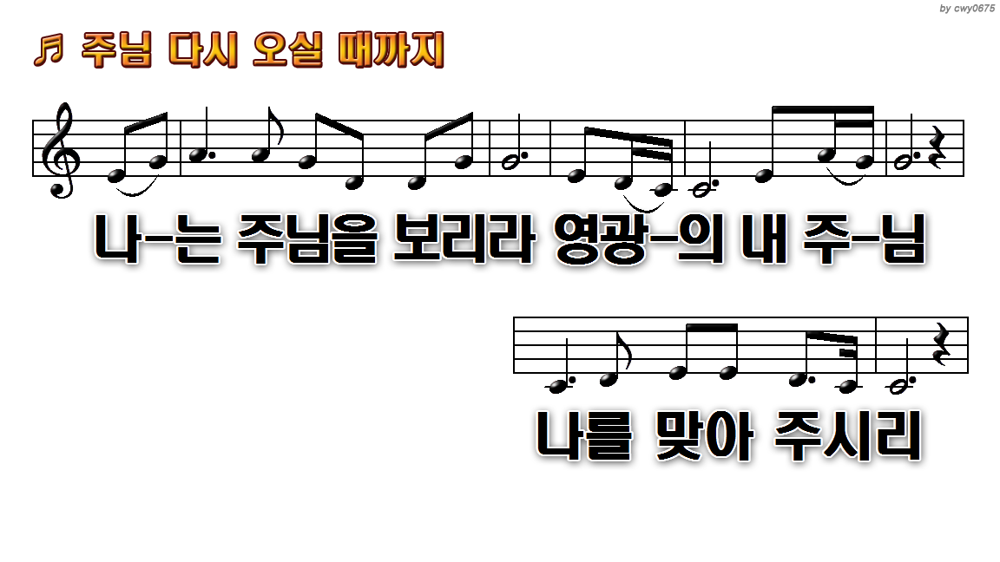 by cwy0675
♬ 주님 다시 오실 때까지
나-는 주님을 보리라 영광-의 내 주-님
나를 맞아 주시리